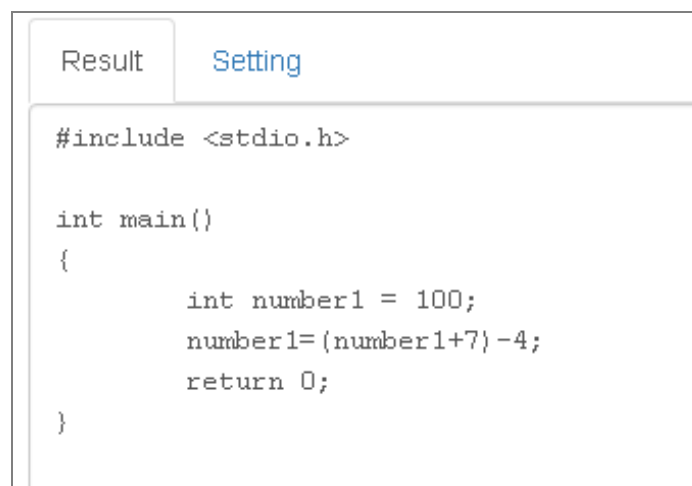 Result Setting
#include <stdio.h>
int main()
{
int number1 = 100;
number1=(number1+7)-4;
return 0;
}